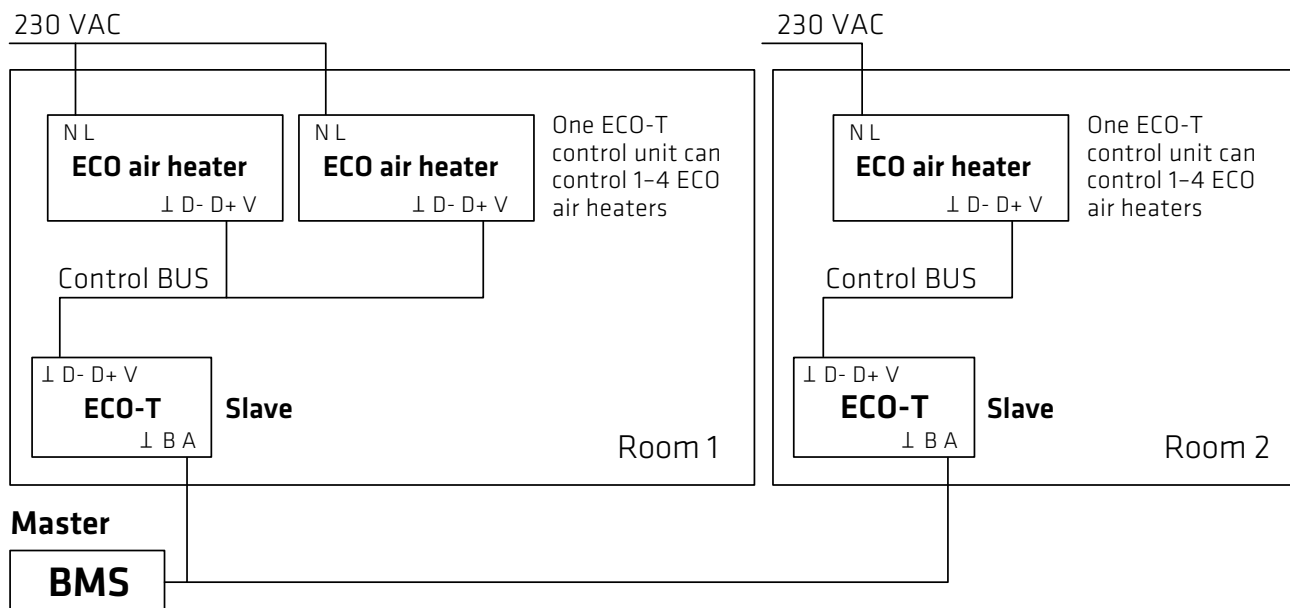 230 VAC
230 VAC
N L
ECO air heater
⊥ D- D+ V
N L
ECO air heater
⊥ D- D+ V
One ECO-T
control unit can
control 1–4 ECO
air heaters
Control BUS
⊥ D- D+ V
ECO-T
⊥ B A
Slave
Room 1
N L
ECO air heater
⊥ D- D+ V
One ECO-T
control unit can
control 1–4 ECO
air heaters
Control BUS
⊥ D- D+ V
ECO-T
⊥ B A
Slave
Room 2
Master
BMS